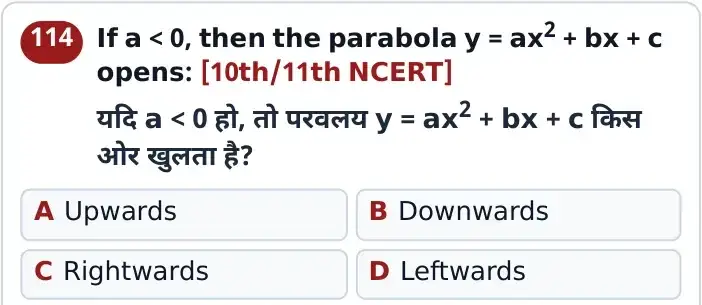 114 If a < 0, then the parabola y = ax² + bx + c
opens: [10th/11th NCERT]
यदि a < 0 हो, तो परवलय y = ax² + bx + c किस
ओर खुलता है?
A Upwards
B Downwards
C Rightwards
D Leftwards